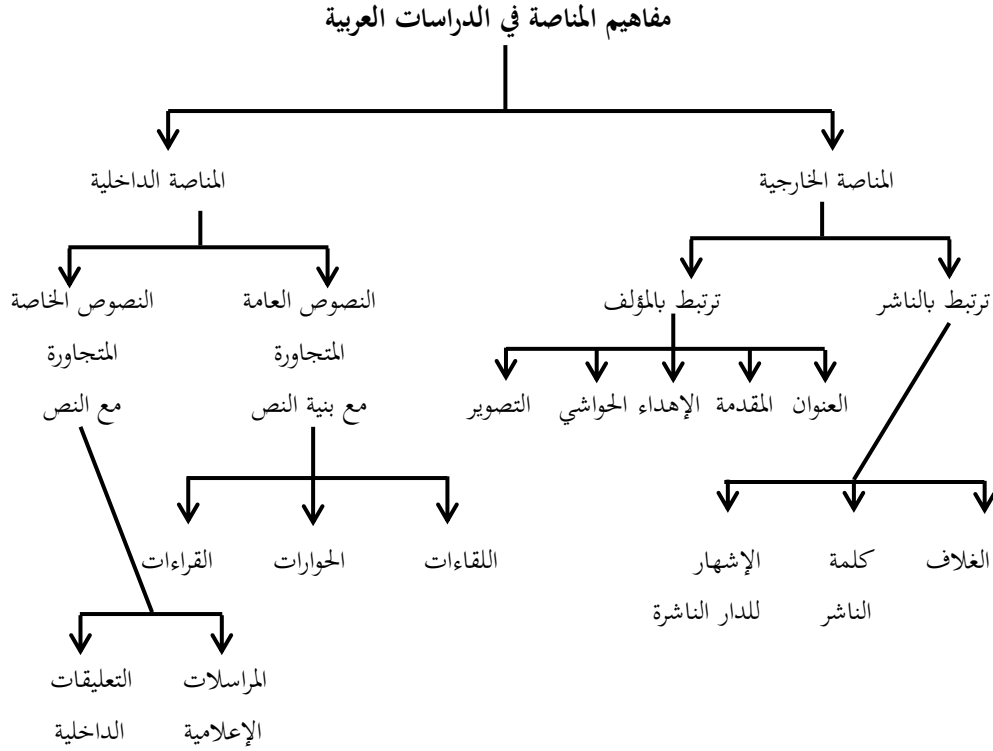 مفاهيم المناصة في الدراسات العربية
المناصة الخارجية
المناصة الداخلية
ترتبط بالناشر
ترتبط بالمؤلف
النصوص العامة
المتجاورة
مع بنية النص
النصوص الخاصة
المتجاورة
مع النص
العنوان
المقدمة
الإهداء
الحواشي
التصوير
الغلاف
كلمة
الناشر
الإشهار
للدار الناشرة
اللقاءات
الحوارات
القراءات
المراسلات
الإعلامية
التعليقات
الداخلية